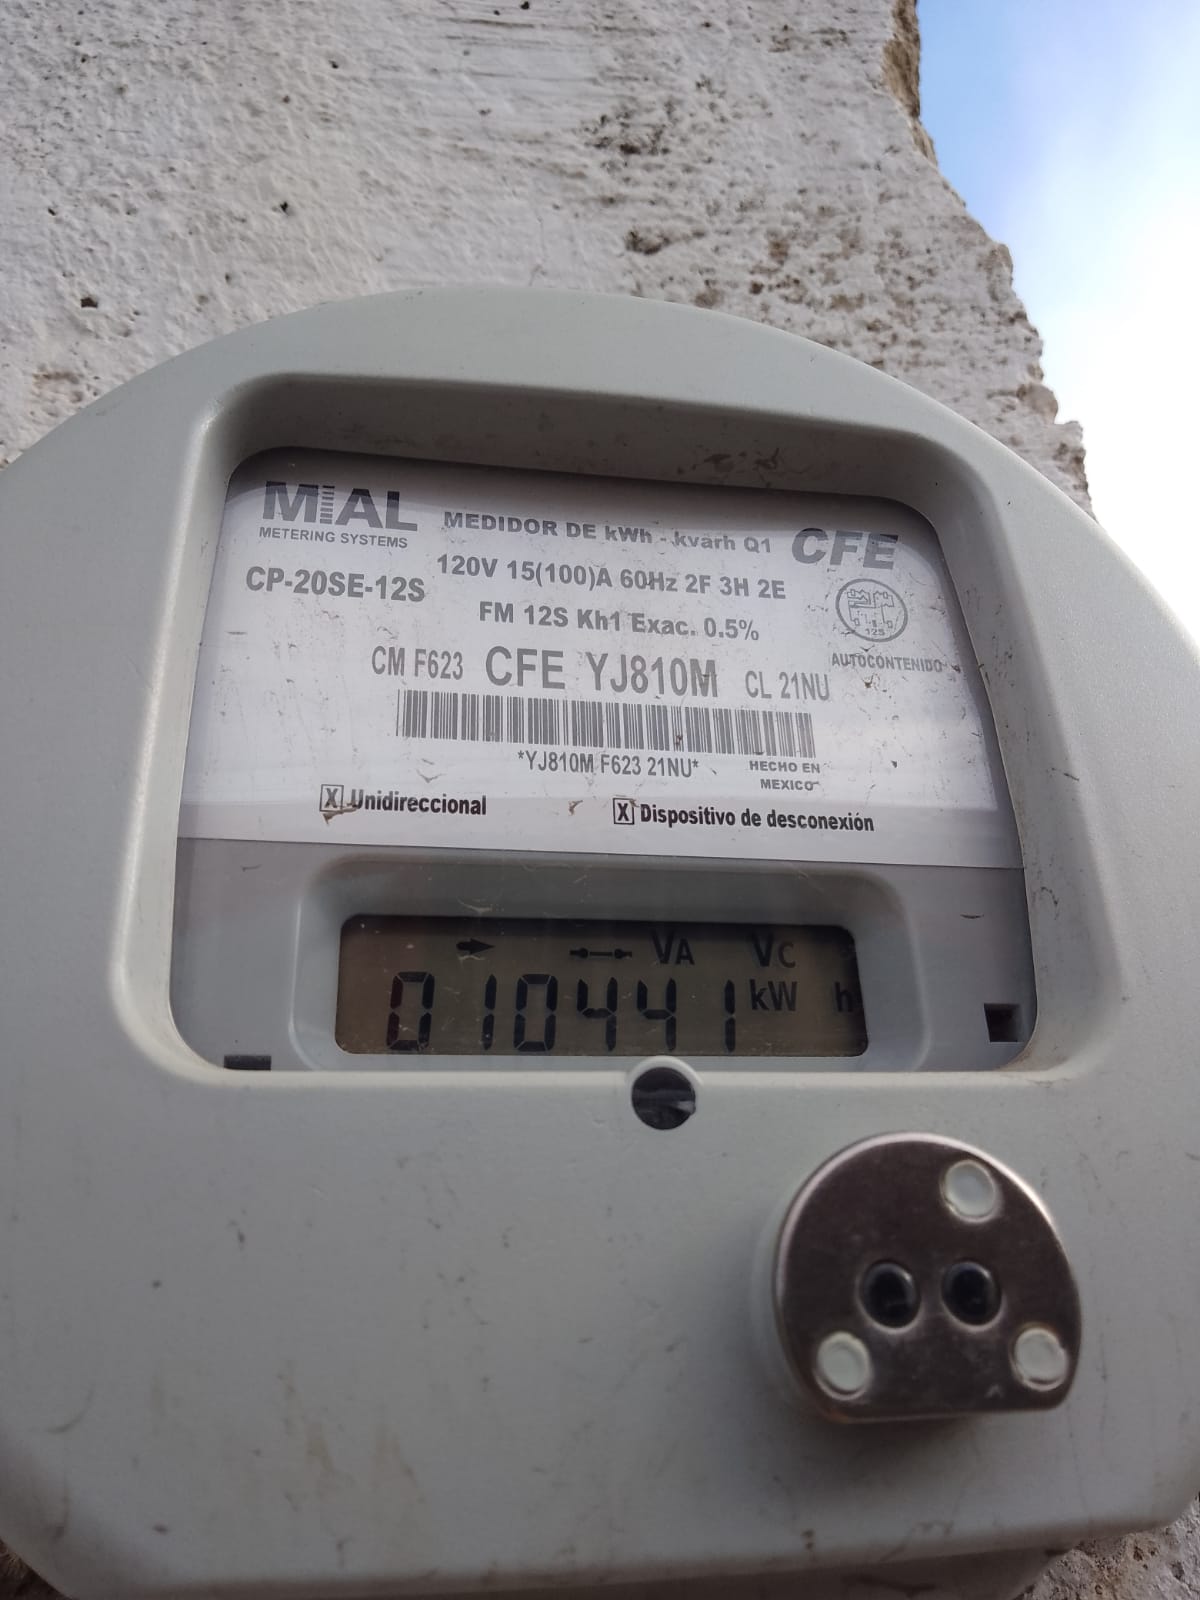 MIAL
METERING SYSTEMS
MEDIDOR DE kWh - kvarh Q1
CFE
CP-20SE-12S
120V 15(100)A 60Hz 2F 3H 2E
FM 12S Kh1 Exac. 0.5%
12S
AUTOCONTENIDO
CM F623 CFE YJ810M CL 21NU
*YJ810M F623 21NU*
HECHO EN
MEXICO
X Unidireccional
X Dispositivo de desconexión
VA VC
010441 kW h